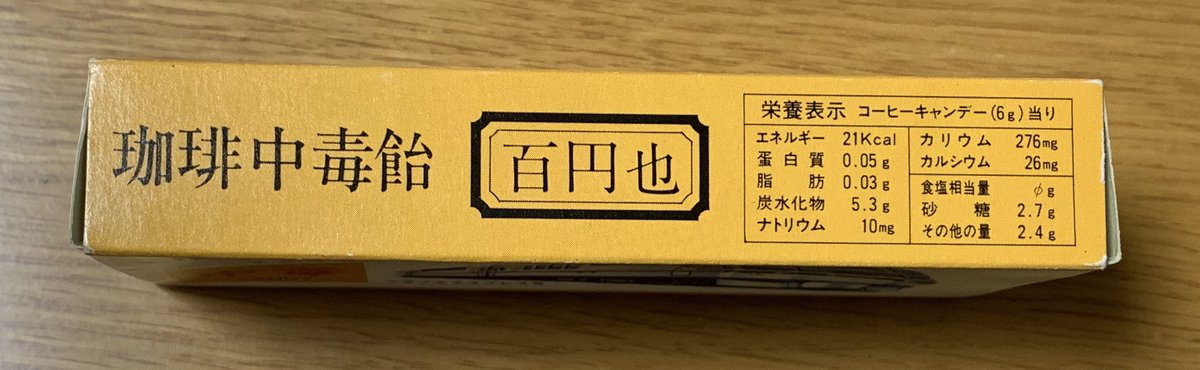 珈琲中毒飴
百円也
栄養表示 コーヒーキャンデー(6g)当り
エネルギー 21Kcal
蛋白質 0.05g
脂肪 0.03g
炭水化物 5.3g
ナトリウム 10mg
カリウム 276mg
カルシウム 26mg
食塩相当量 φg
砂糖 2.7g
その他の量 2.4g